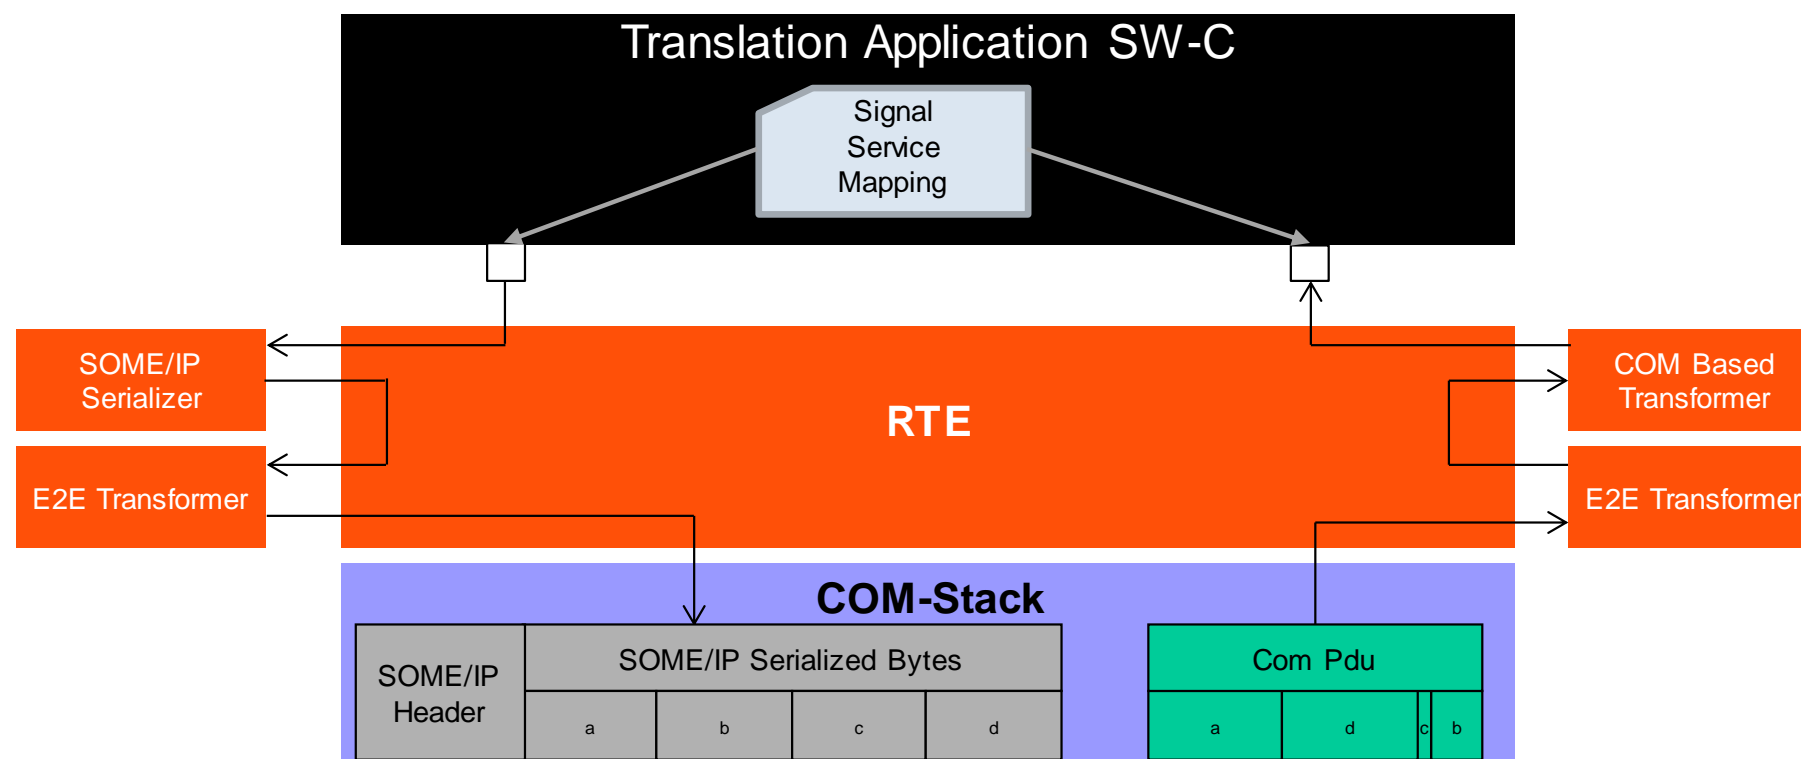 Translation Application SW-C
Signal
Service
Mapping
SOME/IP
Serializer
E2E Transformer
RTE
COM Based
Transformer
E2E Transformer
COM-Stack
SOME/IP
Header
SOME/IP Serialized Bytes
a b c d
Com Pdu
a d c b